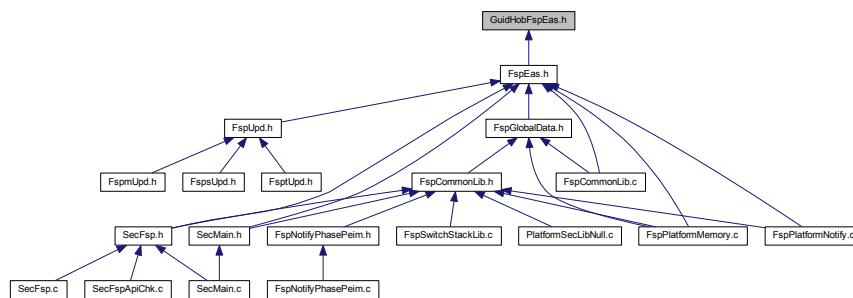 GuidHobFspEas.h
FspEas.h
FspUpd.h
FspGlobalData.h
FspmUpd.h
FspsUpd.h
FsptUpd.h
FspCommonLib.h
FspCommonLib.c
SecFsp.h
SecMain.h
FspNotifyPhasePeim.h
FspSwitchStackLib.c
PlatformSecLibNull.c
FspPlatformMemory.c
FspPlatformNotify.c
SecFsp.c
SecFspApiChk.c
SecMain.c
FspNotifyPhasePeim.c